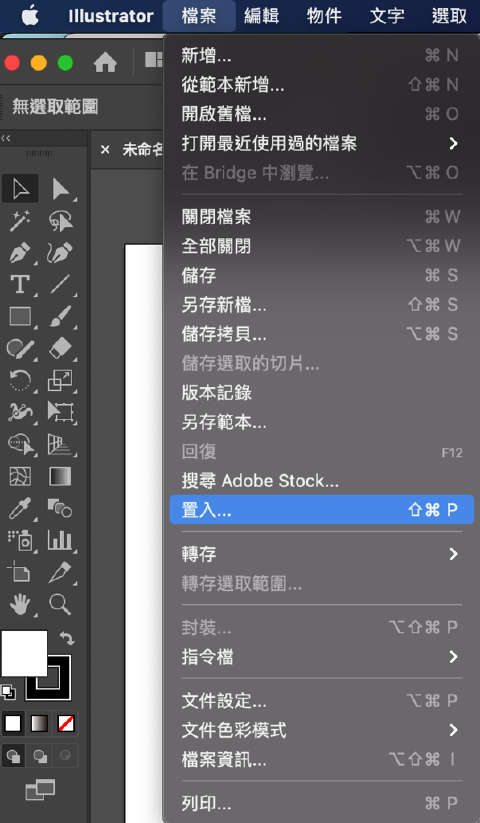 Illustrator 檔案 編輯 物件 文字 選取
新增... ⌘ N
從範本新增... ⇧⌘ N
開啟舊檔... ⌘ O
無選取範圍
打開最近使用過的檔案
× 未命名
在 Bridge 中瀏覽... ⌥⌘ O
關閉檔案 ⌘ W
全部關閉 ⌥⌘ W
儲存 ⌘ S
另存新檔... ⇧⌘ S
儲存拷貝... ⌥⌘ S
儲存選取的切片...
版本記錄
另存範本...
回復 F12
搜尋 Adobe Stock...
置入... ⇧⌘ P
轉存
轉存選取範圍...
封裝... ⌥⇧⌘ P
指令檔
文件設定... ⌥⌘ P
文件色彩模式
檔案資訊... ⌥⇧⌘ I
列印... ⌘ P